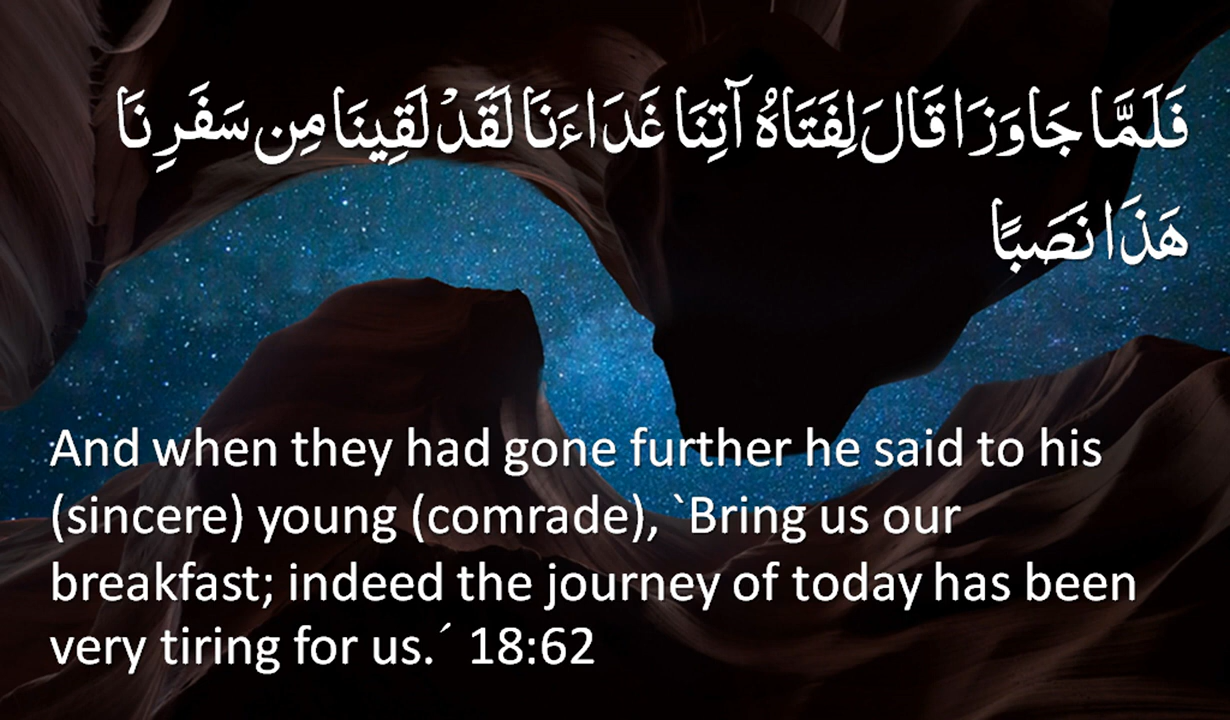 فَلَمَّا جَاوَزَا قَالَ لِفَتَاهُ آتِنَا غَدَاءَنَا لَقَدْ لَقِينَا مِن سَفَرِنَا
هَذَا نَصَبًا
And when they had gone further he said to his
(sincere) young (comrade), `Bring us our
breakfast; indeed the journey of today has been
very tiring for us.´ 18:62